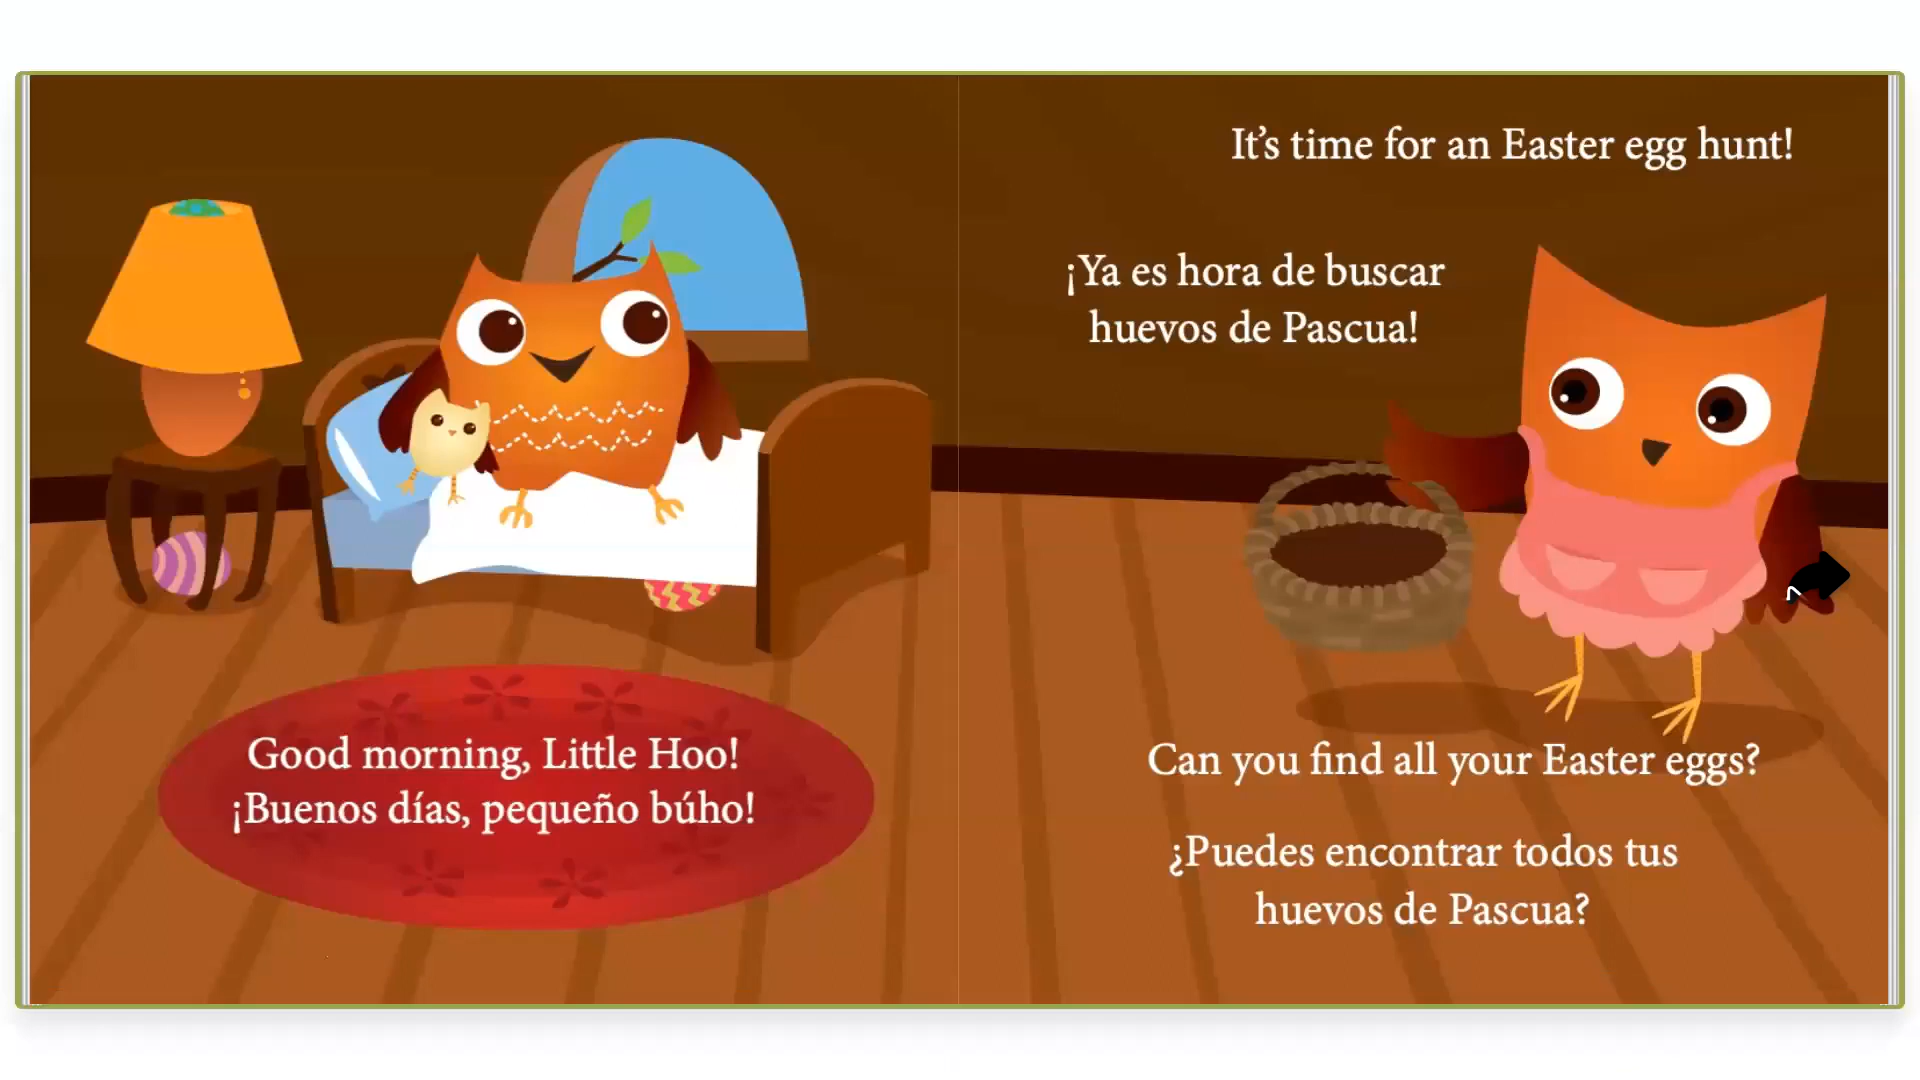 Good morning, Little Hoo!
¡Buenos días, pequeño búho!
It’s time for an Easter egg hunt!
¡Ya es hora de buscar
huevos de Pascua!
Can you find all your Easter eggs?
¿Puedes encontrar todos tus
huevos de Pascua?